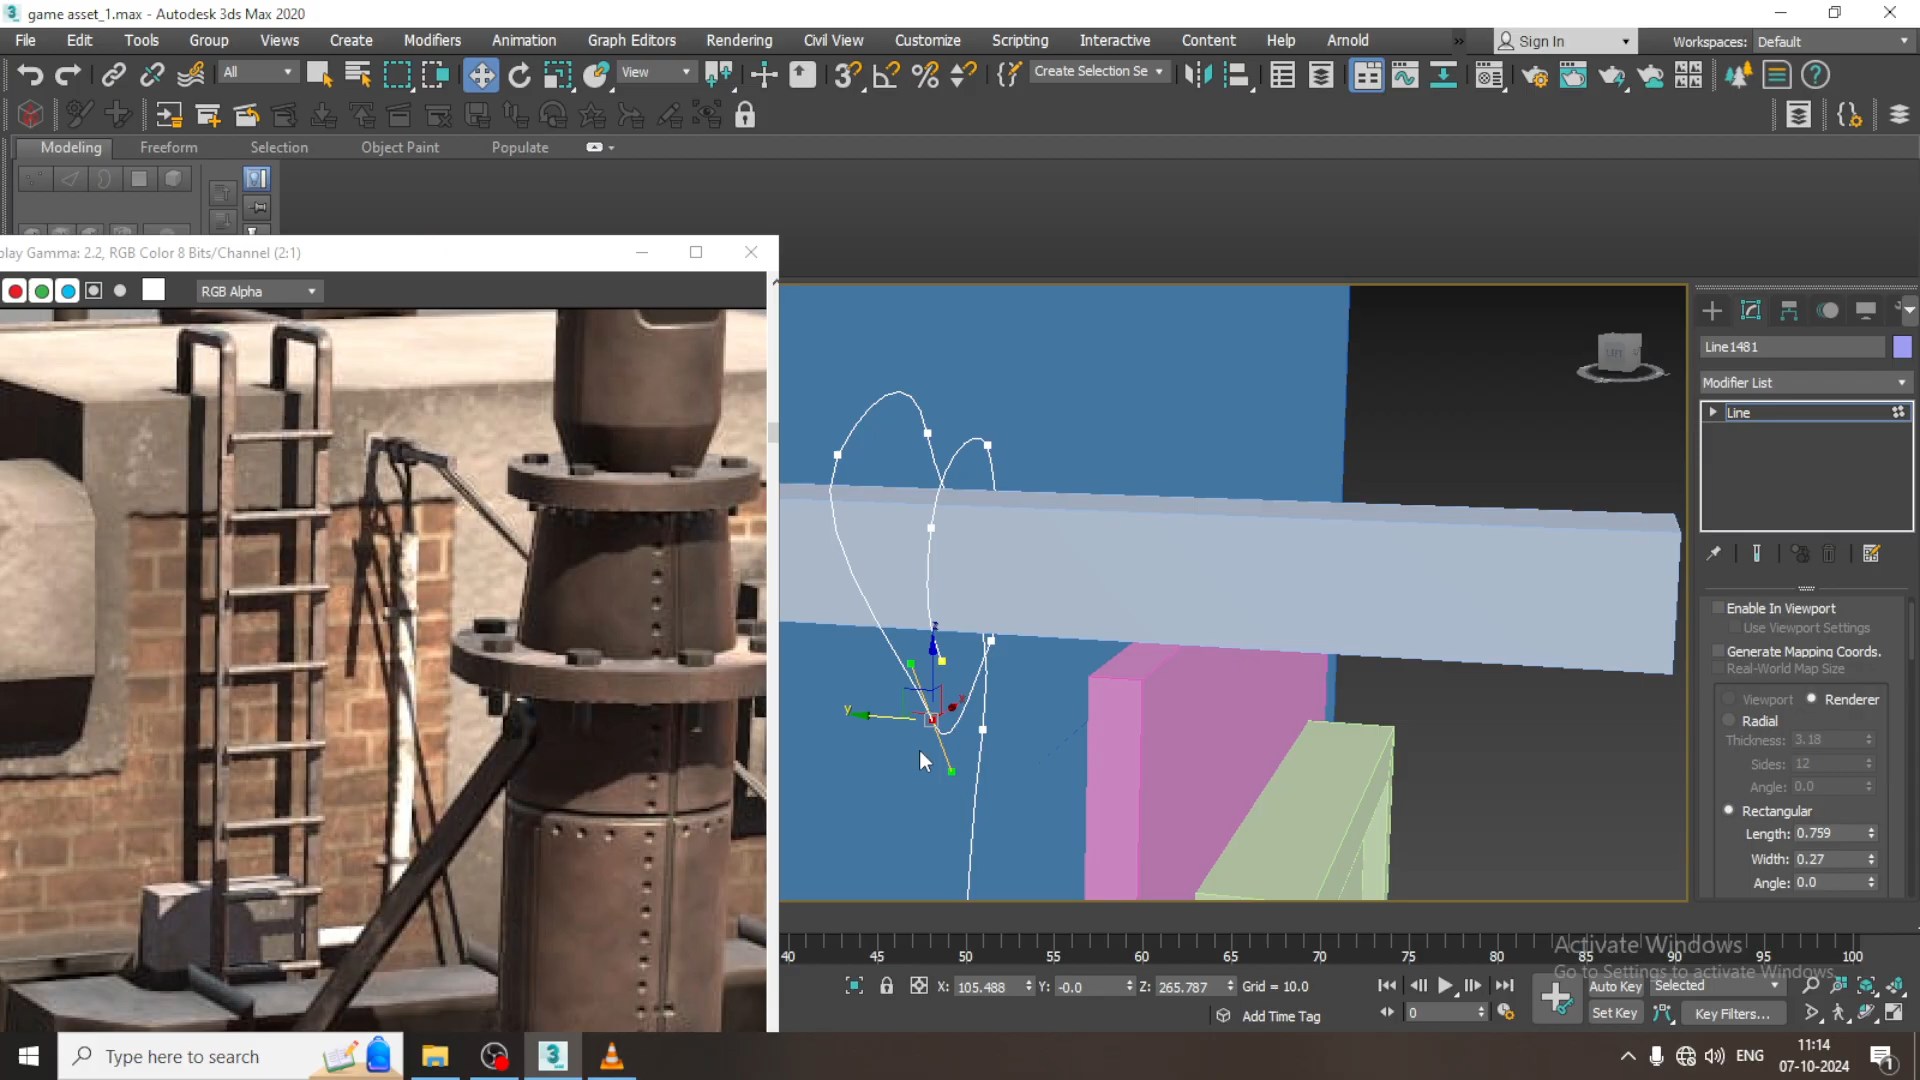 game asset_1.max - Autodesk 3ds Max 2020
File Edit Tools Group Views Create Modifiers Animation Graph Editors Rendering Civil View Customize Scripting Interactive Content Help Arnold » Sign In Workspaces: Default
All View Create Selection Se
Modeling Freeform Selection Object Paint Populate
play Gamma: 2.2, RGB Color 8 Bits/Channel (2:1)
RGB Alpha
Line1481
Modifier List
Line
Enable In Viewport
Use Viewport Settings
Generate Mapping Coords.
Real-World Map Size
Viewport Renderer
Radial
Thickness: 3.18
Sides: 12
Angle: 0.0
Rectangular
Length: 0.759
Width: 0.27
Angle: 0.0
z
x
y
40 45 50 55 60 65 70 75 80 85 90 95 100
Activate Windows
Go to Settings to activate Windows.
X: 105.488 Y: -0.0 Z: 265.787 Grid = 10.0 Auto Key Selected
Add Time Tag 0 Set Key Key Filters...
Type here to search
ENG
11:14
07-10-2024
1